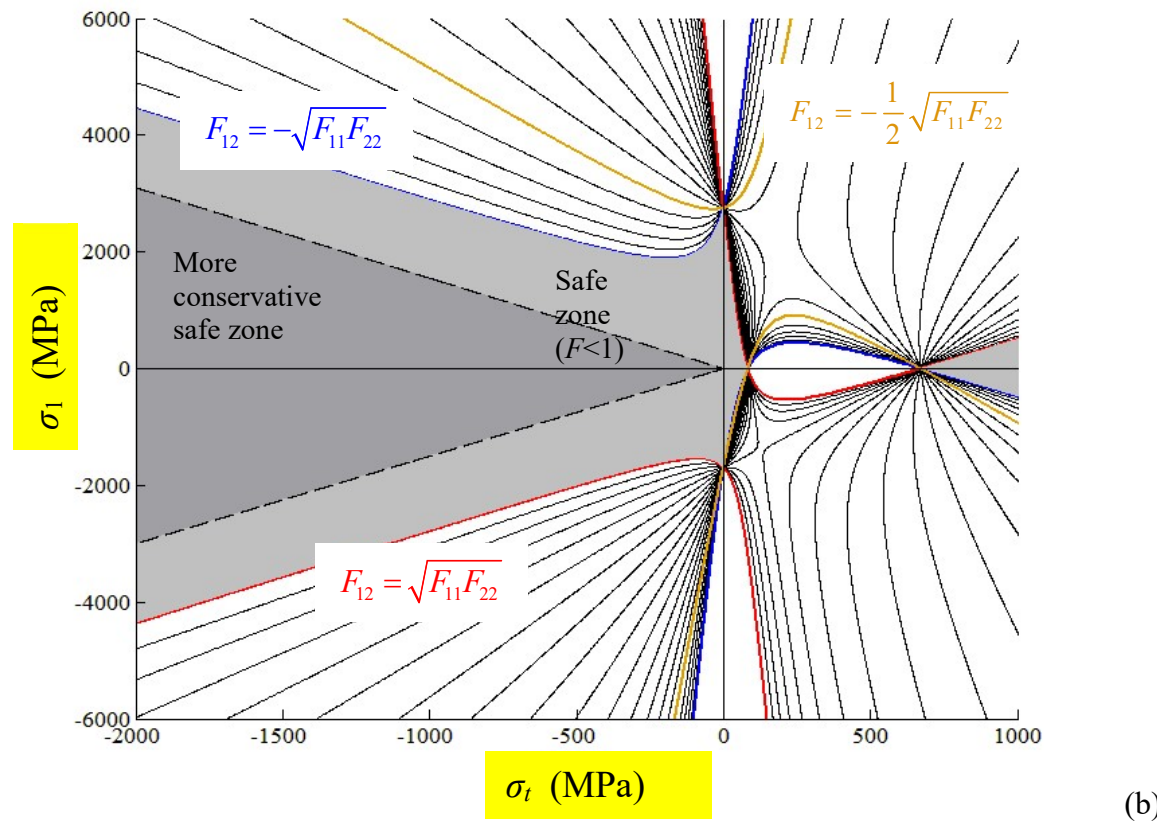 6000
4000
2000
0
-2000
-4000
-6000
-2000
-1500
-1000
-500
0
500
1000
σ1 (MPa)
σt (MPa)
F12 = −√F11F22
F12 = −1/2 √F11F22
More
conservative
safe zone
Safe
zone
(F<1)
F12 = √F11F22
(b)